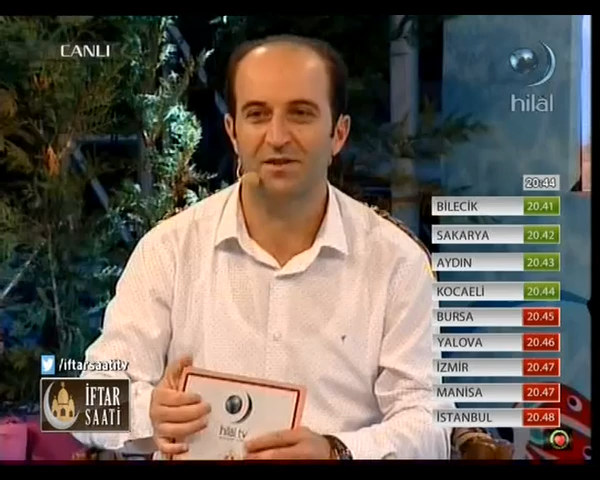 CANLI
hilal
20:44
BİLECİK 20.41
SAKARYA 20.42
AYDIN 20.43
KOCAELİ 20.44
BURSA 20.45
YALOVA 20.46
İZMİR 20.47
MANİSA 20.47
İSTANBUL 20.48
/iftarsaatitv
İFTAR
SAATİ
hilal tv